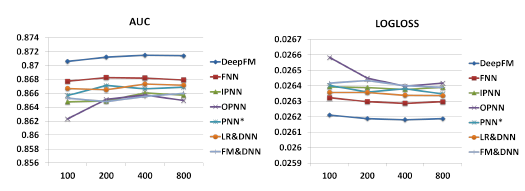 AUC
0.874
0.872
0.87
0.868
0.866
0.864
0.862
0.86
0.858
0.856
100 200 400 800
DeepFM
FNN
IPNN
OPNN
PNN*
LR&DNN
FM&DNN
LOGLOSS
0.0267
0.0266
0.0265
0.0264
0.0263
0.0262
0.0261
0.026
0.0259
100 200 400 800
DeepFM
FNN
IPNN
OPNN
PNN*
LR&DNN
FM&DNN